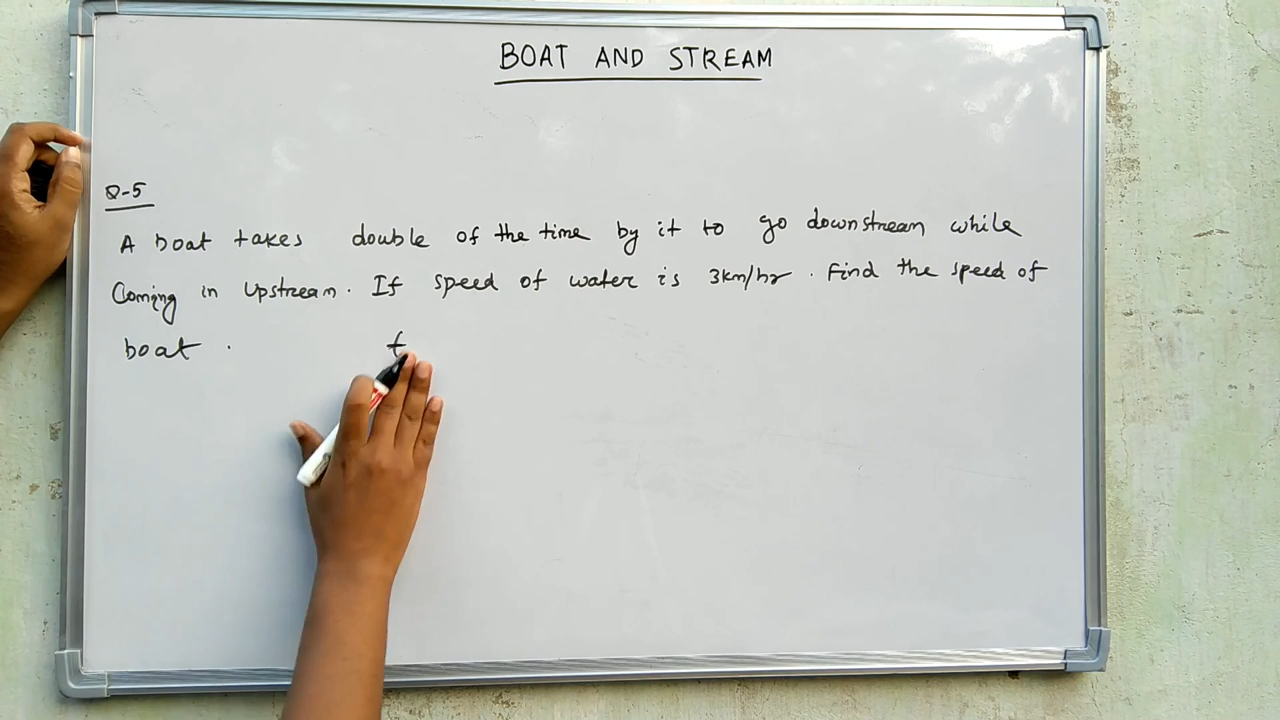 BOAT AND STREAM
Q-5
A boat takes double of the time by it to go downstream while
Coming in Upstream. If speed of water is 3km/hr. Find the speed of
boat.
t